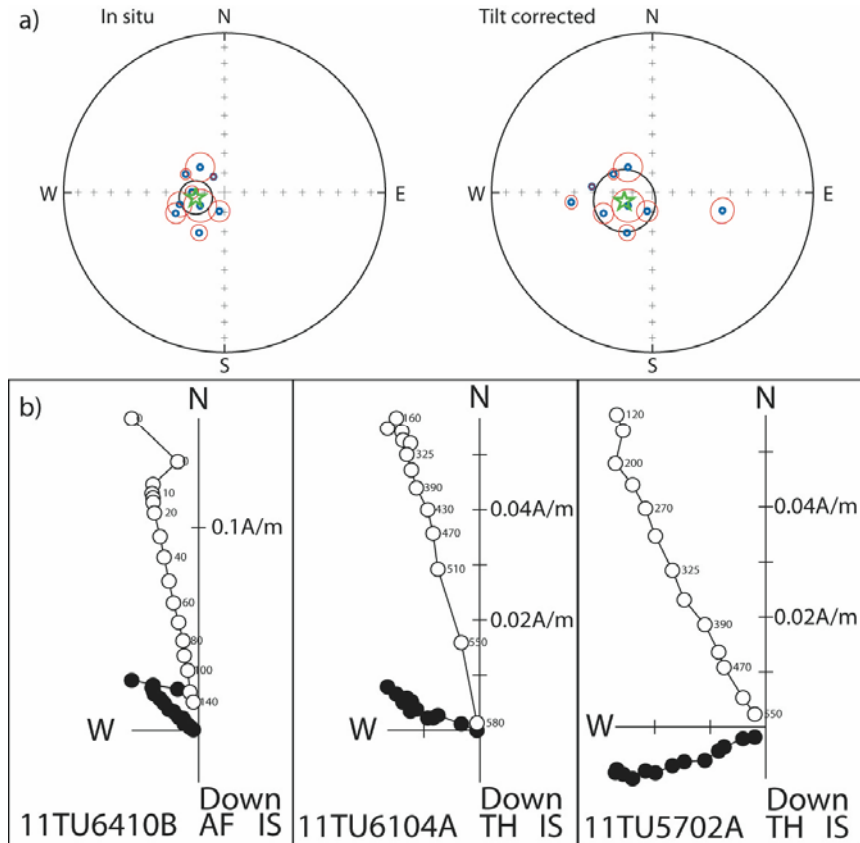 a) In situ N Tilt corrected N
W E W E
S S
b) N N N
0 160 120
0 325 200
10 390 0.04A/m 270 0.04A/m
20 0.1A/m 430 325
40 470 390 0.02A/m
60 510 0.02A/m 470
80 550 550
100 580
140
W W W
Down Down Down
11TU6410B AF IS 11TU6104A TH IS 11TU5702A TH IS